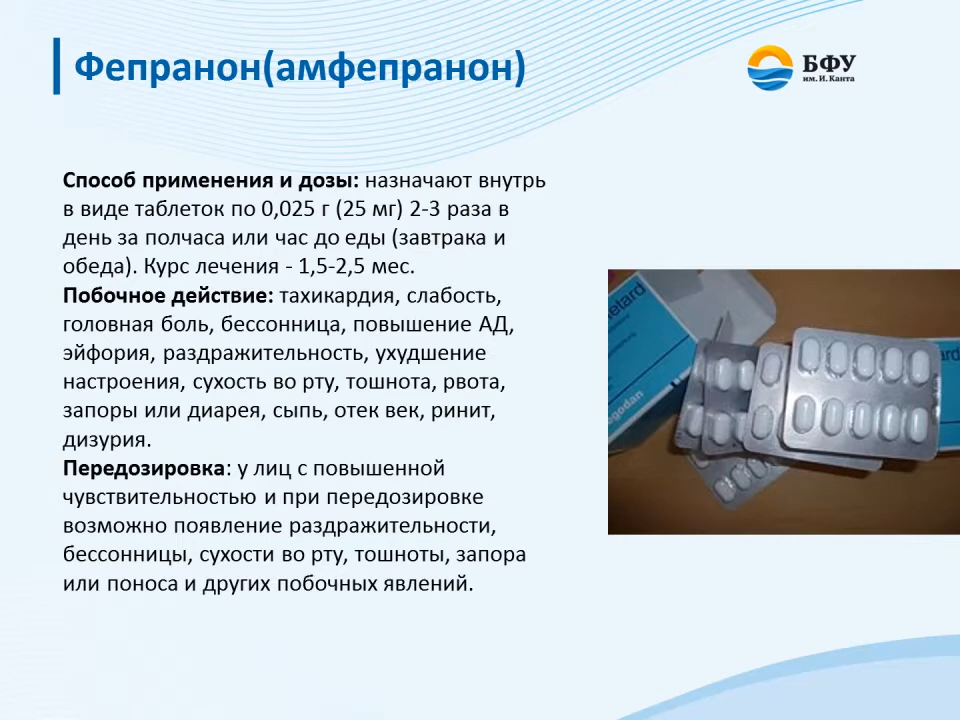 Фепранон(амфепранон)
БФУ
им. И. Канта
Способ применения и дозы: назначают внутрь
в виде таблеток по 0,025 г (25 мг) 2-3 раза в
день за полчаса или час до еды (завтрака и
обеда). Курс лечения - 1,5-2,5 мес.
Побочное действие: тахикардия, слабость,
головная боль, бессонница, повышение АД,
эйфория, раздражительность, ухудшение
настроения, сухость во рту, тошнота, рвота,
запоры или диарея, сыпь, отек век, ринит,
дизурия.
Передозировка: у лиц с повышенной
чувствительностью и при передозировке
возможно появление раздражительности,
бессонницы, сухости во рту, тошноты, запора
или поноса и других побочных явлений.
etard
ogodan
ard